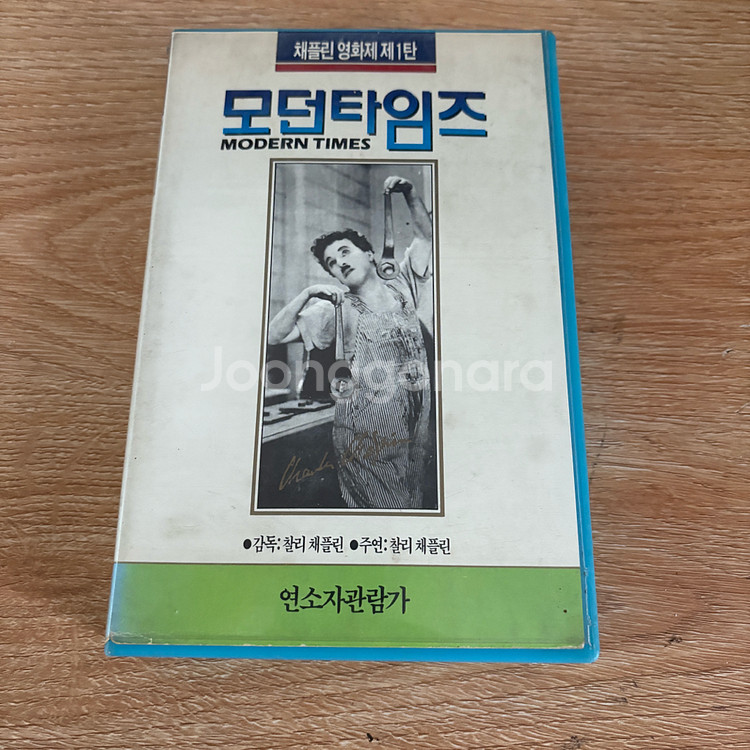 채플린 영화제 제1탄
모던타임즈
MODERN TIMES
Joonggonara
●감독: 찰리 채플린 ●주연: 찰리 채플린
연소자관람가